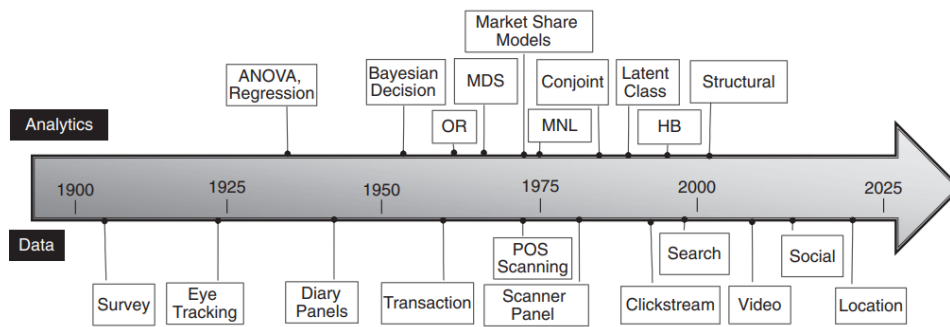 Market Share
Models
ANOVA,
Regression
Bayesian
Decision
MDS
Conjoint
Latent
Class
Structural
OR
MNL
HB
Analytics
1900
1925
1950
1975
2000
2025
Data
Survey
Eye
Tracking
Diary
Panels
Transaction
POS
Scanning
Scanner
Panel
Clickstream
Search
Video
Social
Location